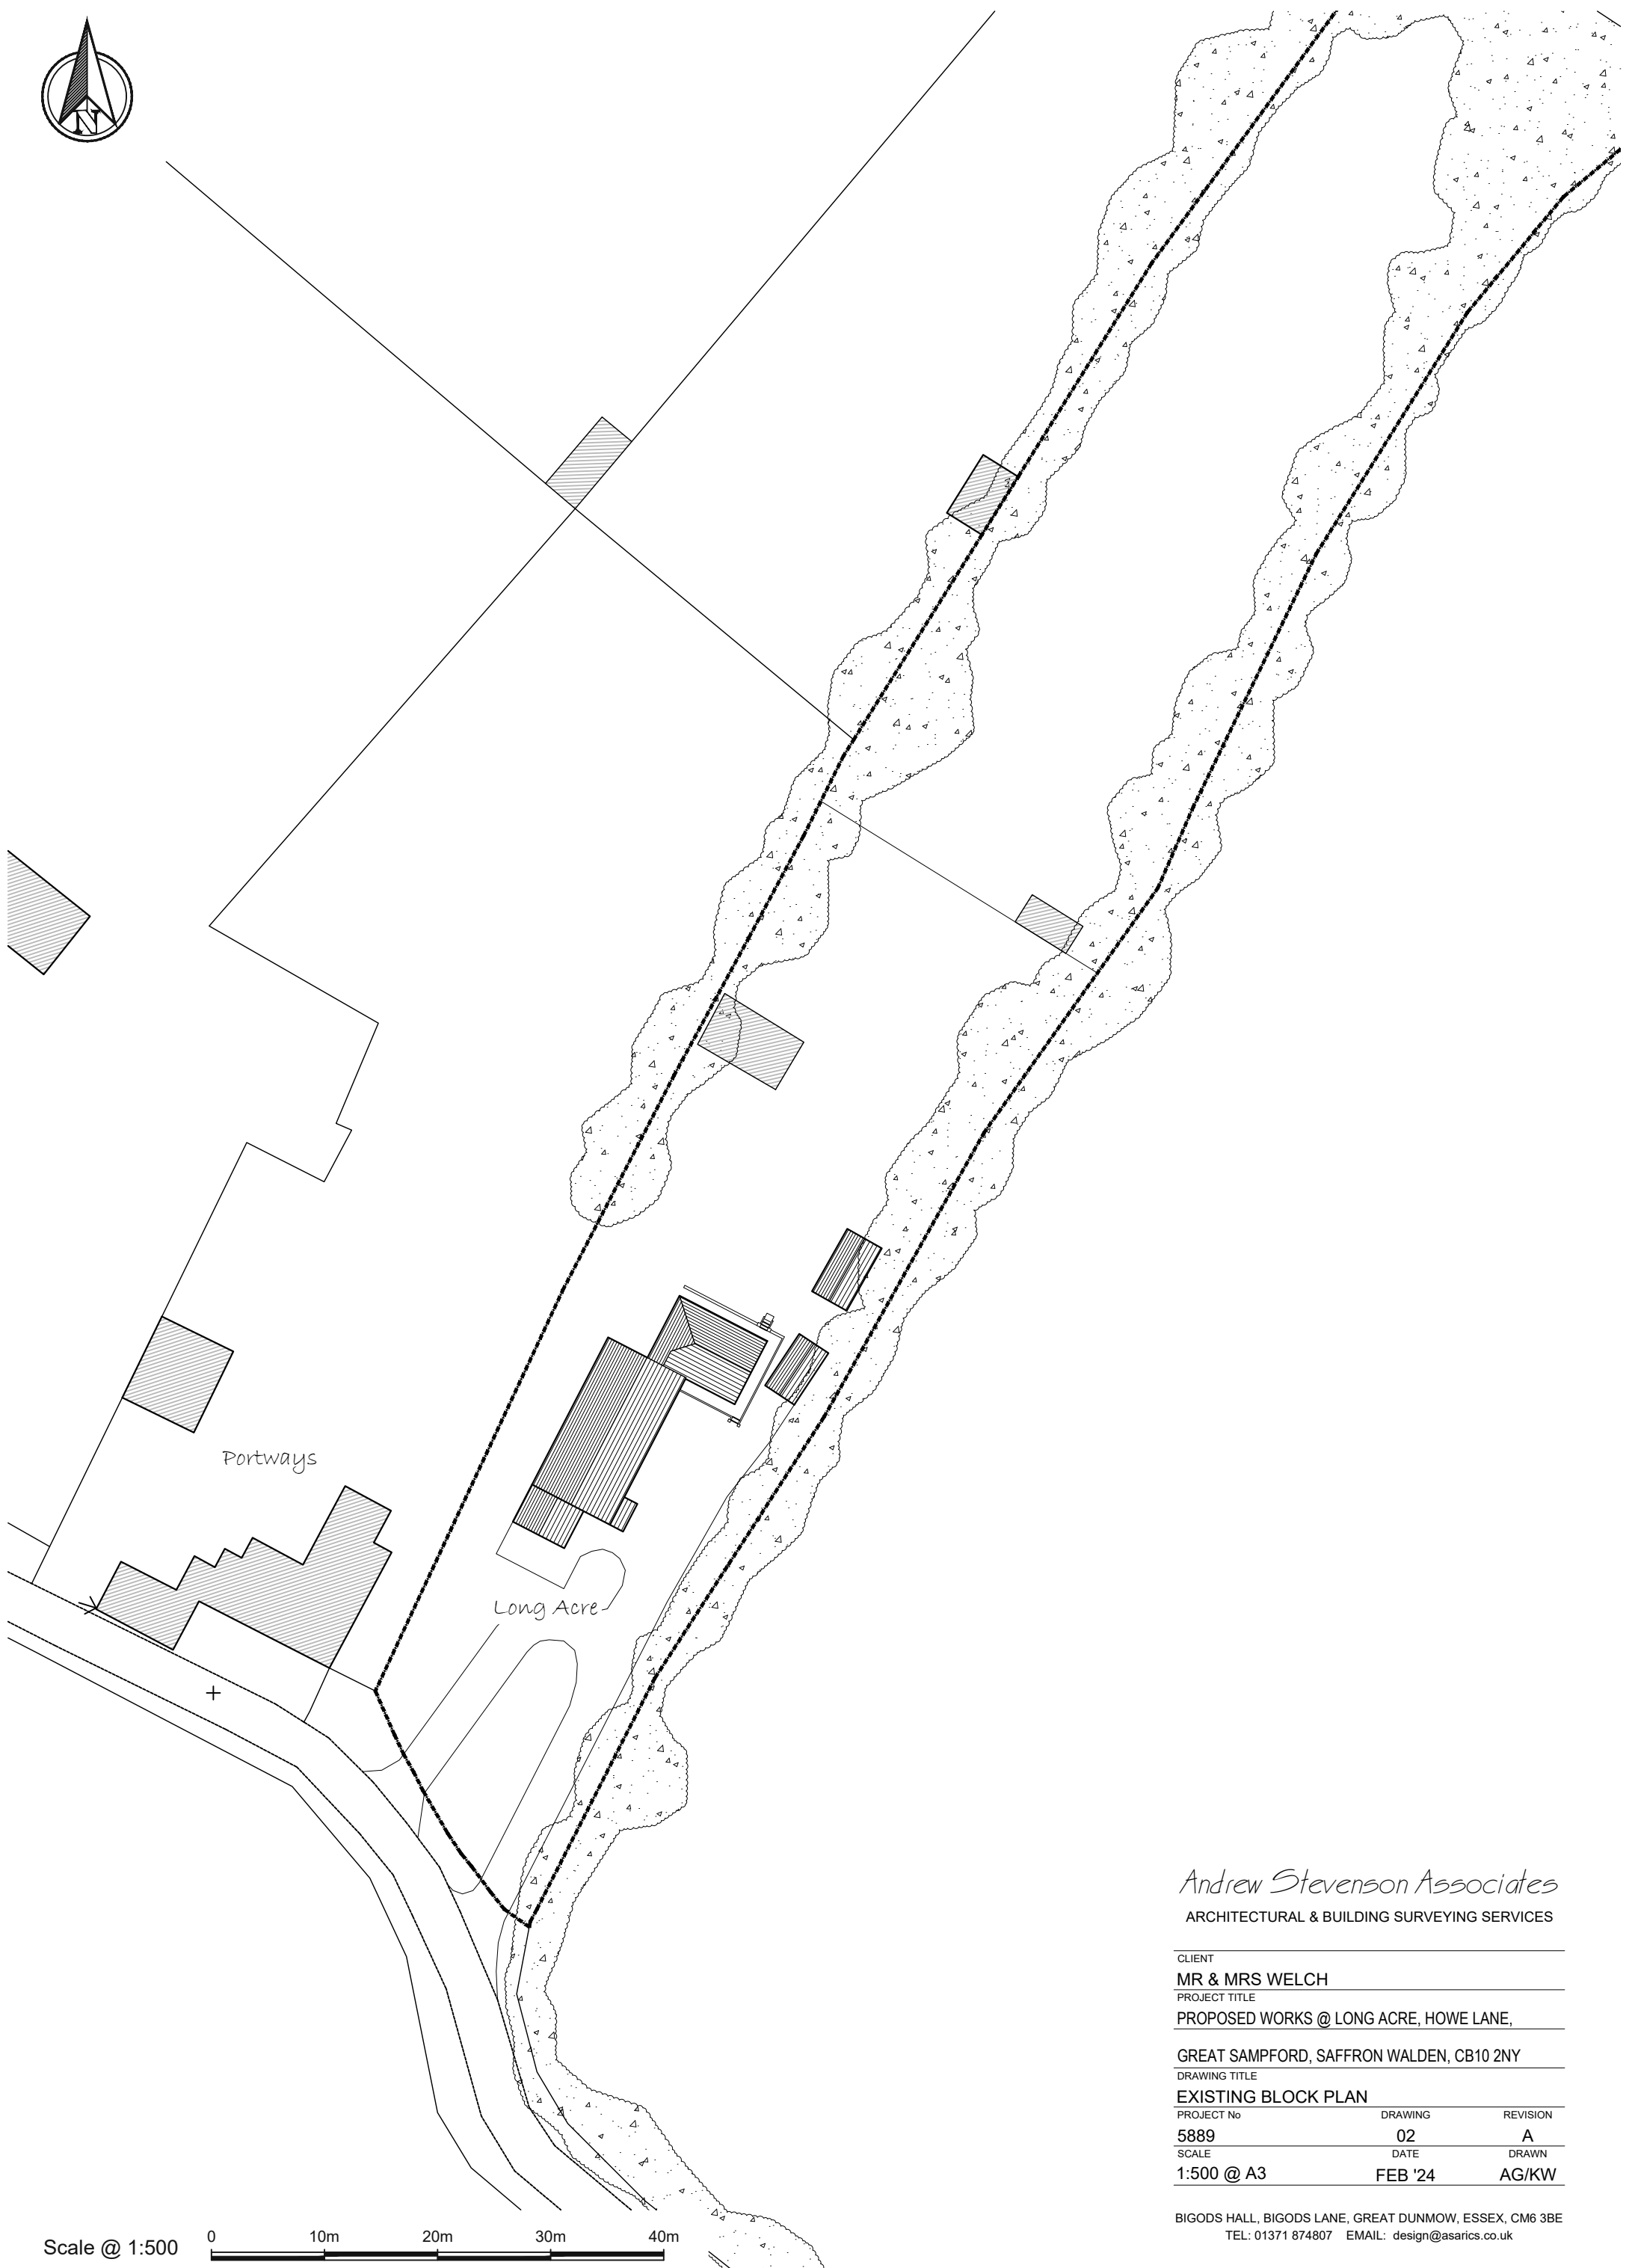 N
Portways
Long Acre
Andrew Stevenson Associates
ARCHITECTURAL & BUILDING SURVEYING SERVICES
CLIENT
MR & MRS WELCH
PROJECT TITLE
PROPOSED WORKS @ LONG ACRE, HOWE LANE,
GREAT SAMPFORD, SAFFRON WALDEN, CB10 2NY
DRAWING TITLE
EXISTING BLOCK PLAN
PROJECT No DRAWING REVISION
5889 02 A
SCALE DATE DRAWN
1:500 @ A3 FEB '24 AG/KW
BIGODS HALL, BIGODS LANE, GREAT DUNMOW, ESSEX, CM6 3BE
TEL: 01371 874807 EMAIL: design@asarics.co.uk
Scale @ 1:500
0 10m 20m 30m 40m